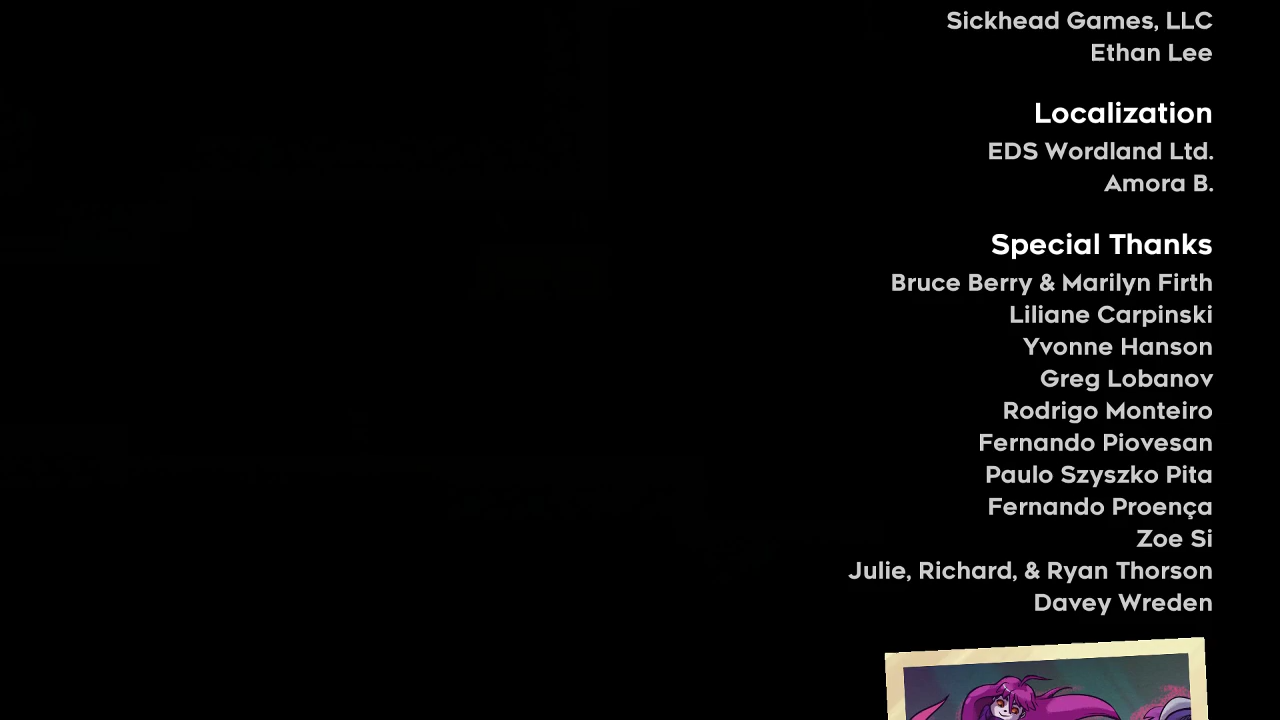 Sickhead Games, LLC
Ethan Lee
Localization
EDS Wordland Ltd.
Amora B.
Special Thanks
Bruce Berry & Marilyn Firth
Liliane Carpinski
Yvonne Hanson
Greg Lobanov
Rodrigo Monteiro
Fernando Piovesan
Paulo Szyszko Pita
Fernando Proença
Zoe Si
Julie, Richard, & Ryan Thorson
Davey Wreden